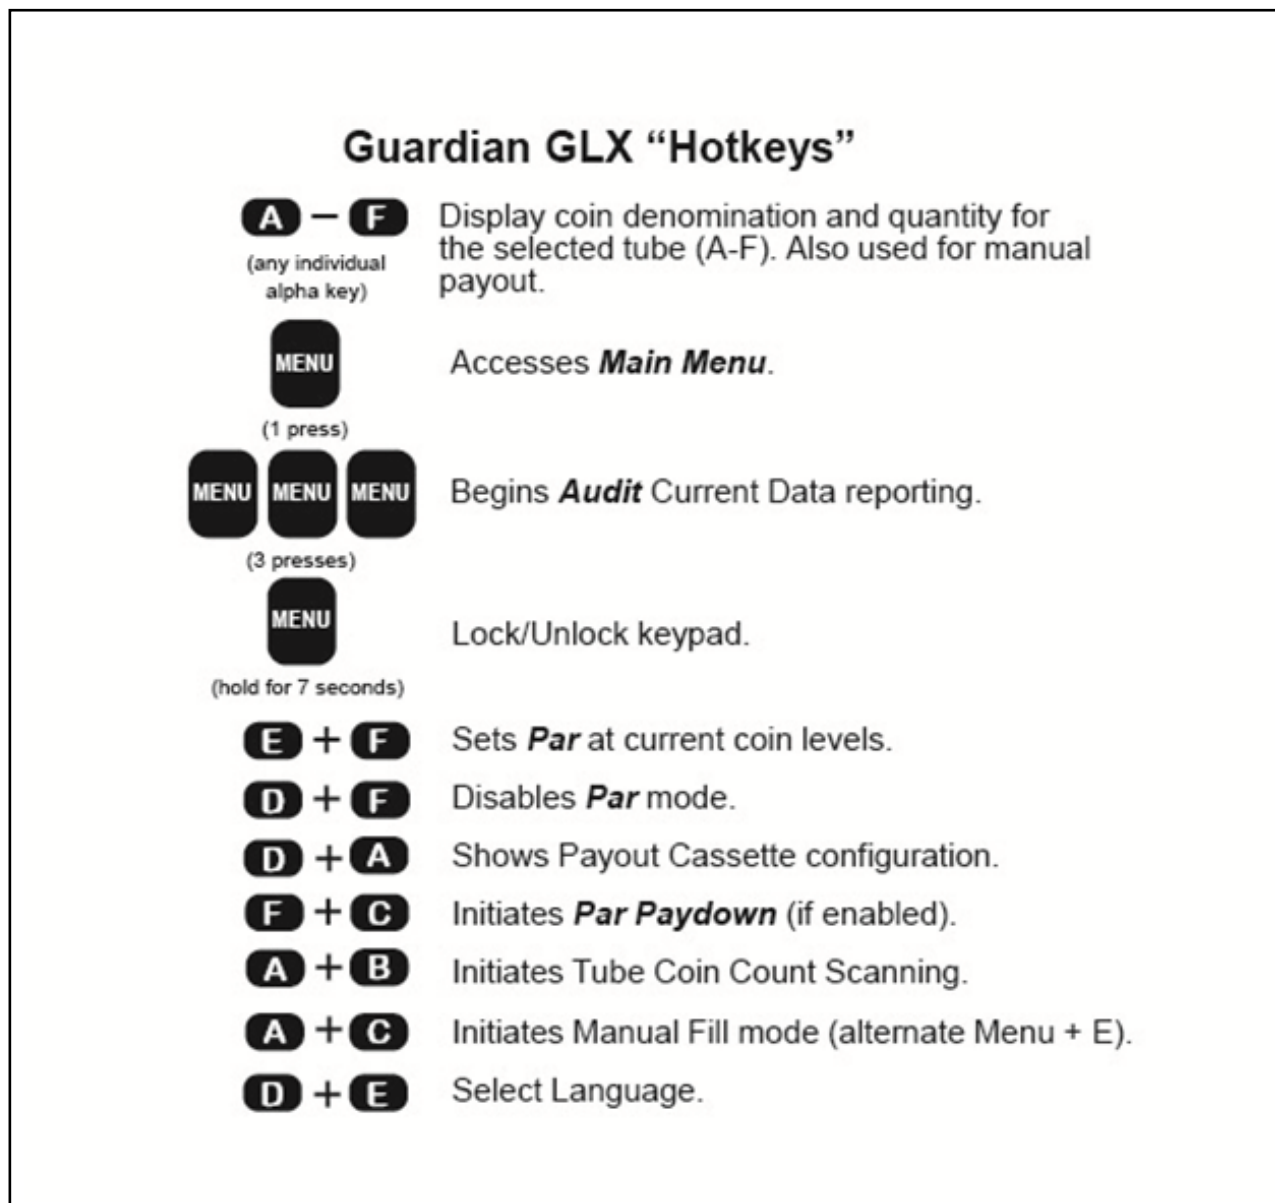 Guardian GLX “Hotkeys”
A – F
(any individual
alpha key)
Display coin denomination and quantity for
the selected tube (A-F). Also used for manual
payout.
MENU
(1 press)
Accesses Main Menu.
MENU MENU MENU
(3 presses)
Begins Audit Current Data reporting.
MENU
(hold for 7 seconds)
Lock/Unlock keypad.
E + F Sets Par at current coin levels.
D + F Disables Par mode.
D + A Shows Payout Cassette configuration.
F + C Initiates Par Paydown (if enabled).
A + B Initiates Tube Coin Count Scanning.
A + C Initiates Manual Fill mode (alternate Menu + E).
D + E Select Language.